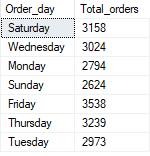 Order_day Total_orders
Saturday 3158
Wednesday 3024
Monday 2794
Sunday 2624
Friday 3538
Thursday 3239
Tuesday 2973